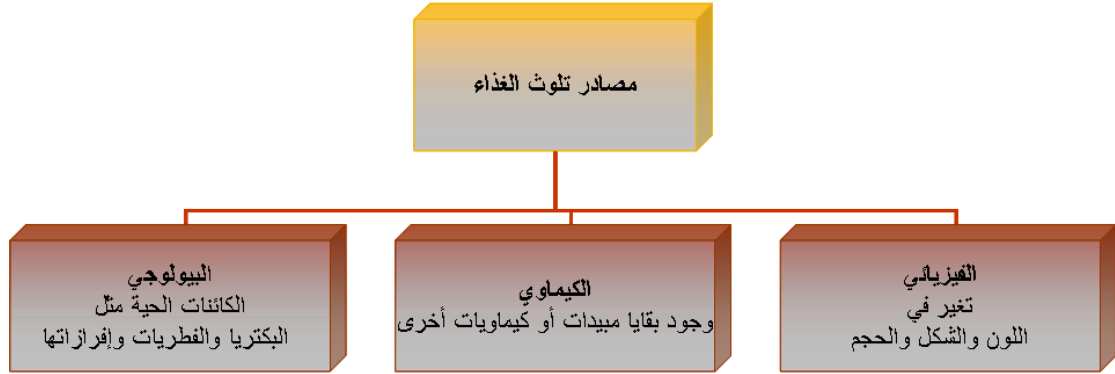 مصادر تلوث الغذاء
الفيزيائي
تغير في
اللون والشكل والحجم
الكيماوي
وجود بقايا مبيدات أو كيماويات أخرى
البيولوجي
الكائنات الحية مثل
البكتريا والفطريات وإفرازاتها